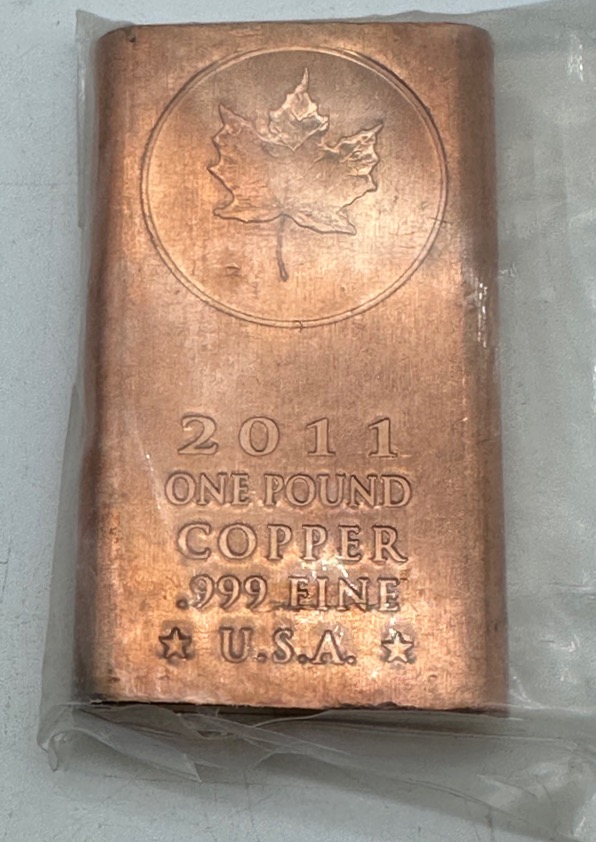 2011
ONE POUND
COPPER
.999 FINE
☆ U.S.A. ☆